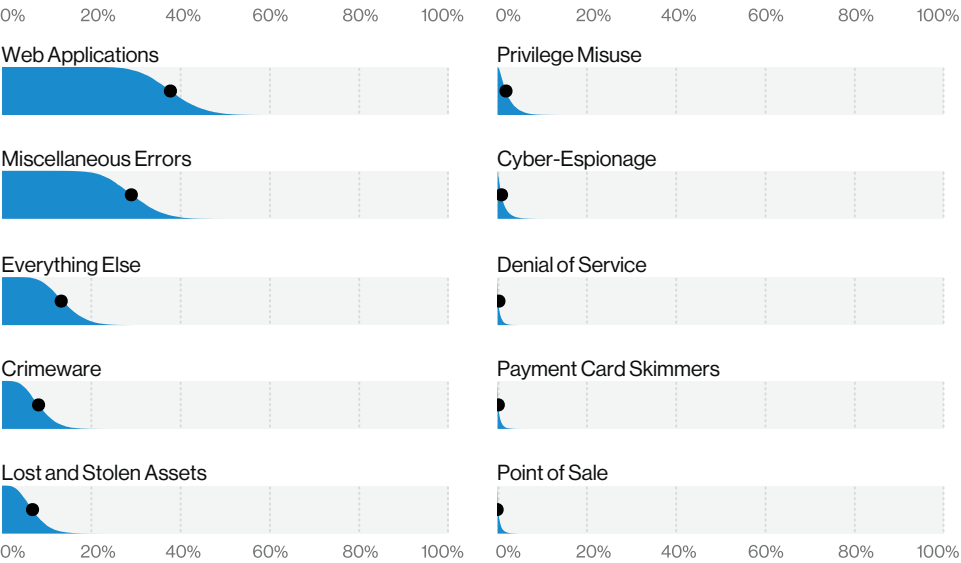 0% 20% 40% 60% 80% 100% 0% 20% 40% 60% 80% 100%
Web Applications
Privilege Misuse
Miscellaneous Errors
Cyber-Espionage
Everything Else
Denial of Service
Crimeware
Payment Card Skimmers
Lost and Stolen Assets
Point of Sale
0% 20% 40% 60% 80% 100% 0% 20% 40% 60% 80% 100%